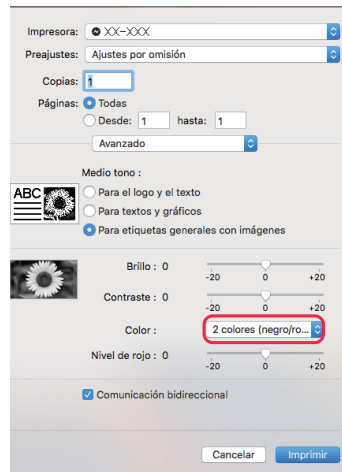 Impresora: XX-XXX
Preajustes: Ajustes por omisión
Copias: 1
Páginas: Todas
Desde: 1 hasta: 1
Avanzado
Medio tono :
ABC
Para el logo y el texto
Para textos y gráficos
Para etiquetas generales con imágenes
Brillo : 0
-20 0 +20
Contraste : 0
-20 0 +20
Color : 2 colores (negro/ro...
Nivel de rojo : 0
-20 0 +20
Comunicación bidireccional
Cancelar Imprimir